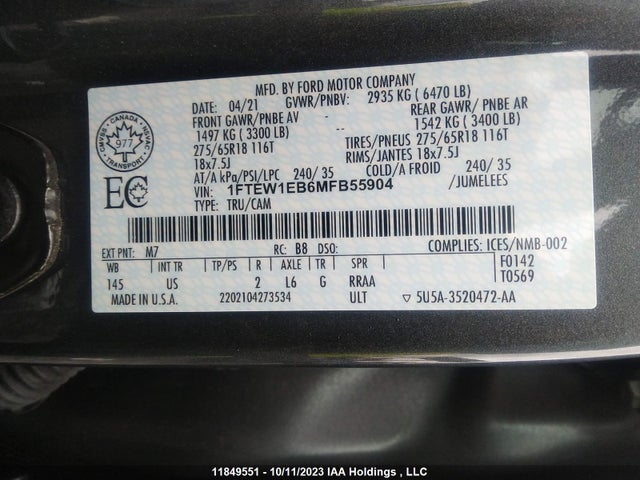 MFD. BY FORD MOTOR COMPANY
DATE: 04/21 GVWR/PNBV: 2935 KG ( 6470 LB)
FRONT GAWR/PNBE AV -- REAR GAWR/ PNBE AR
1497 KG ( 3300 LB) -- 1542 KG ( 3400 LB)
275/65R18 116T TIRES/PNEUS 275/65R18 116T
18x7.5J RIMS/JANTES 18x7.5J
AT/A kPa/PSI/LPC 240/ 35 COLD/A FROID 240/ 35
VIN: 1FTEW1EB6MFB55904 /JUMELEES
TYPE: TRU/CAM
CMVSS CANADA NSVAC
977
TRANSPORT
EC
EXT PNT: M7 RC: B8 DSO: COMPLIES: ICES/NMB-002
WB INT TR TP/PS R AXLE TR SPR F0142
145 US 2 L6 G RRAA T0569
MADE IN U.S.A. 2202104273534 ULT ▽ 5U5A-3520472-AA
11849551 - 10/11/2023 IAA Holdings , LLC